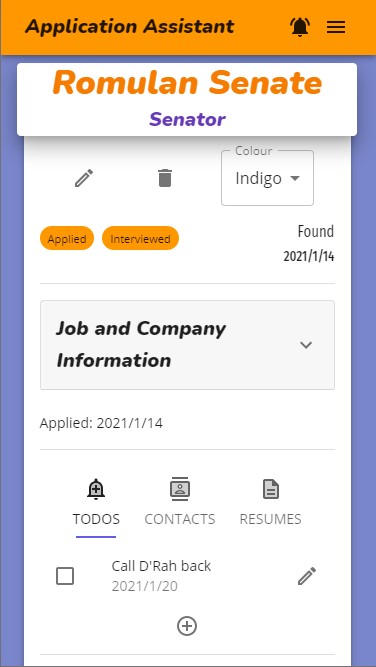 Application Assistant
Romulan Senate
Senator
Colour
Indigo
Applied
Interviewed
Found
2021/1/14
Job and Company
Information
Applied: 2021/1/14
TODOS
CONTACTS
RESUMES
Call D'Rah back
2021/1/20